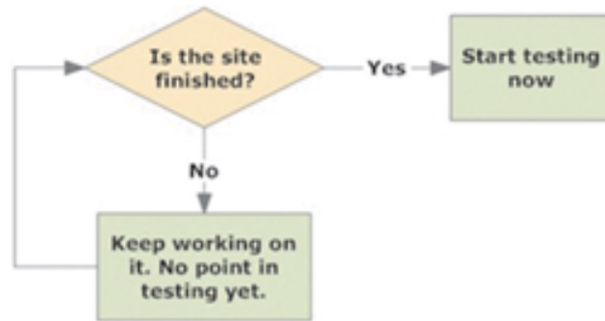 Is the site
finished?
Yes
Start testing
now
No
Keep working on
it. No point in
testing yet.